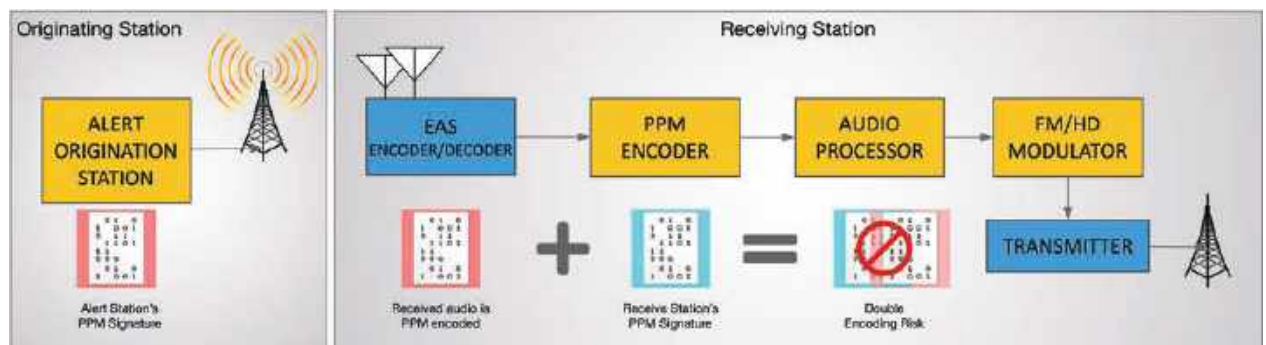 Originating Station
ALERT
ORIGINATION
STATION
Alert Station's
PPM Signature
Receiving Station
EAS
ENCODER/DECODER
PPM
ENCODER
AUDIO
PROCESSOR
FM/HD
MODULATOR
TRANSMITTER
Received audio is
PPM encoded
Receive Station's
PPM Signature
Double
Encoding Risk